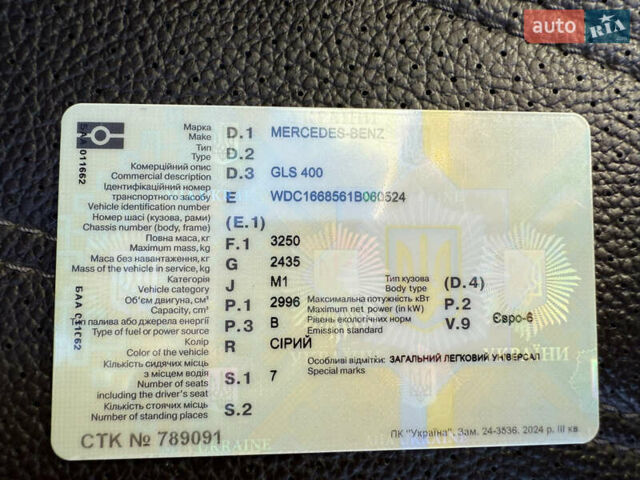 auto RIA
БАА 011662
УКРАЇНИ
Марка
Make D.1 MERCEDES-BENZ
Тип
Type D.2
Комерційний опис
Commercial description D.3 GLS 400
Ідентифікаційний номер
транспортного засобу
Vehicle identification number E WDC1668561B060524
Номер шасі (кузова, рами)
Chassis number (body, frame) (E.1)
Повна маса, кг
Maximum mass, kg F.1 3250
Маса без навантаження, кг
Mass of the vehicle in service, kg G 2435
Категорія
Vehicle category J M1 Тип кузова
Body type (D.4)
Об'єм двигуна, см³
Capacity, cm³ P.1 2996 Максимальна потужність кВт
Maximum net power (in kW) P.2
Тип палива або джерела енергії
Type of fuel or power source P.3 B Рівень екологічних норм
Emission standard V.9 Євро-6
Колір
Color of the vehicle R СІРИЙ
Особливі відмітки: ЗАГАЛЬНИЙ ЛЕГКОВИЙ УНІВЕРСАЛ
Special marks
Кількість сидячих місць
з місцем водія
Number of seats
including the driver's seat S.1 7
Кількість стоячих місць
Number of standing places S.2
СТК № 789091
UKRAINE
ПК "Україна". Зам. 24-3536. 2024 р. III кв